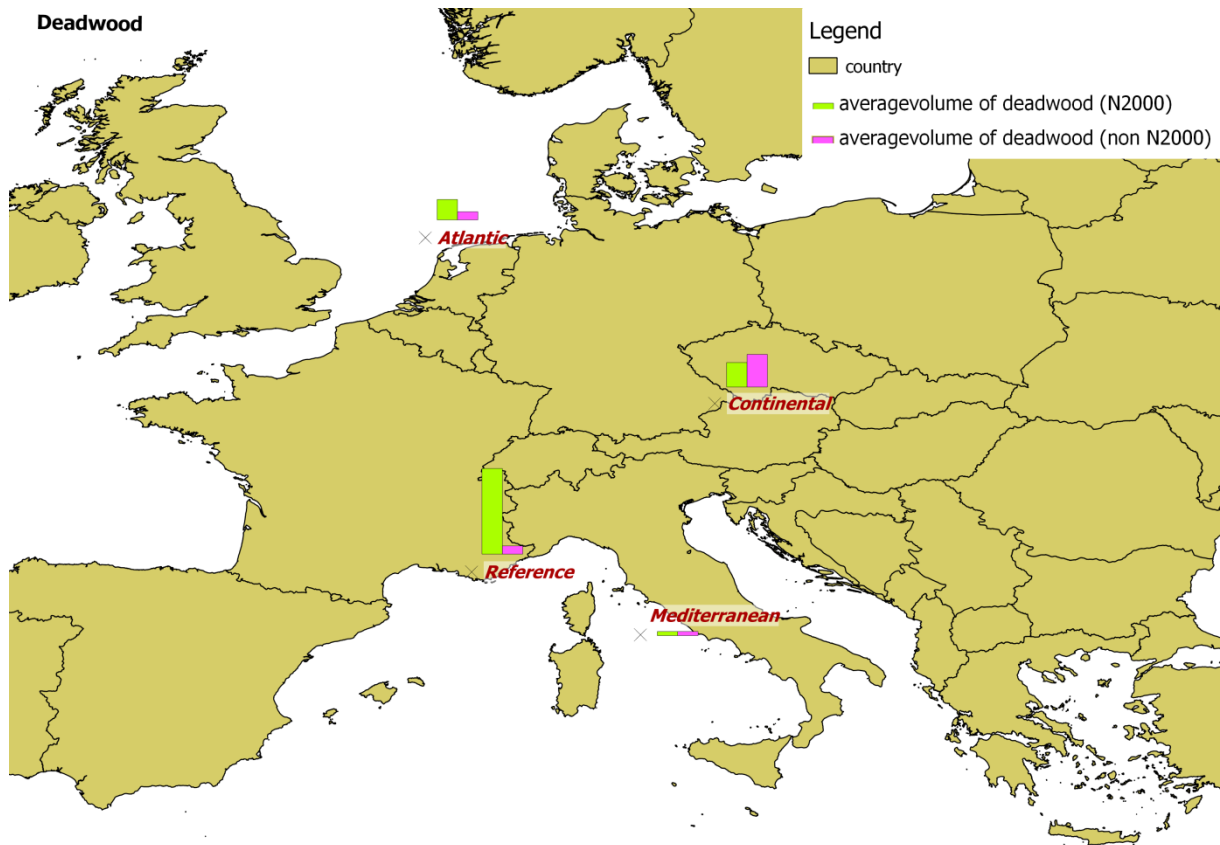 Deadwood
Legend
country
averagevolume of deadwood (N2000)
averagevolume of deadwood (non N2000)
Atlantic
Continental
Reference
Mediterranean